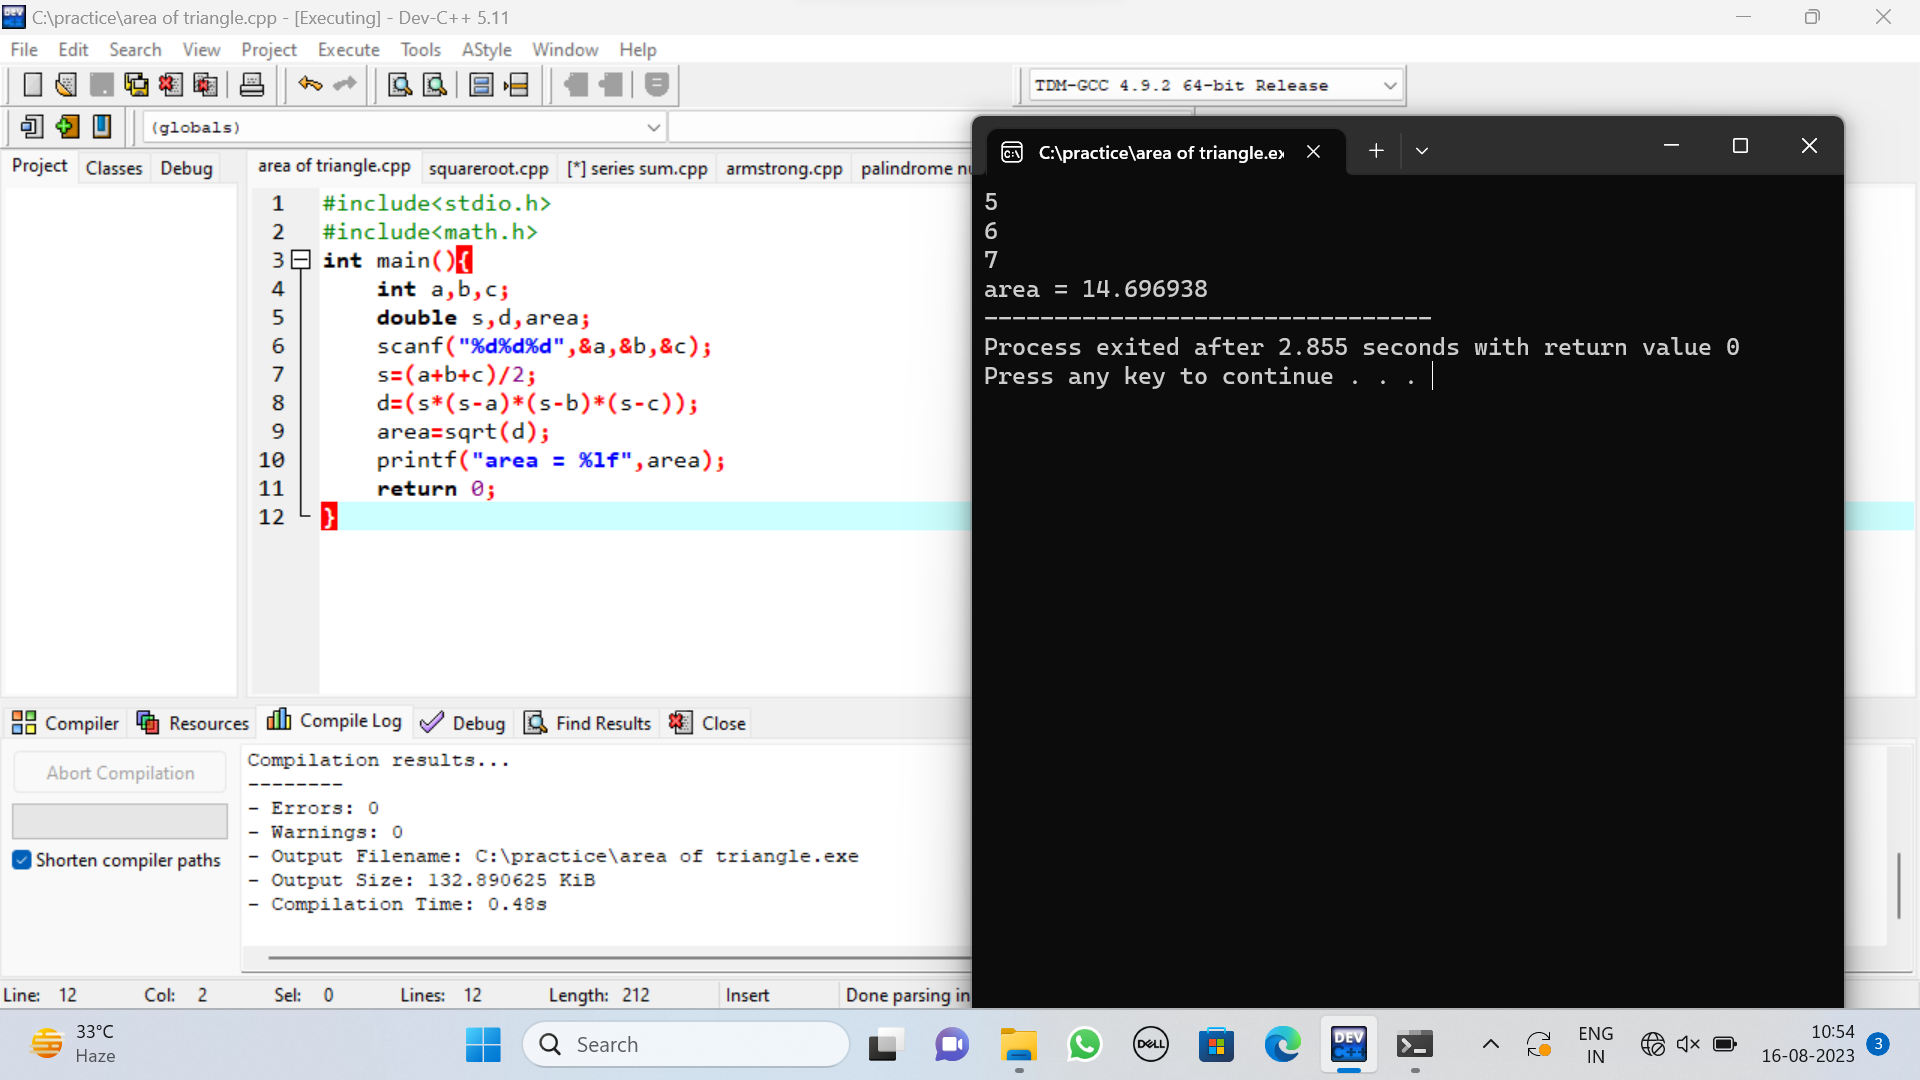 C:\practice\area of triangle.cpp - [Executing] - Dev-C++ 5.11
File Edit Search View Project Execute Tools AStyle Window Help
TDM-GCC 4.9.2 64-bit Release
(globals)
Project Classes Debug
area of triangle.cpp squareroot.cpp [*] series sum.cpp armstrong.cpp palindrome
1 #include<stdio.h>
2 #include<math.h>
3 int main(){
4 int a,b,c;
5 double s,d,area;
6 scanf("%d%d%d",&a,&b,&c);
7 s=(a+b+c)/2;
8 d=(s*(s-a)*(s-b)*(s-c));
9 area=sqrt(d);
10 printf("area = %lf",area);
11 return 0;
12 }
C:\practice\area of triangle.ex
5
6
7
area = 14.696938
--------------------------------
Process exited after 2.855 seconds with return value 0
Press any key to continue . . .
Compiler Resources Compile Log Debug Find Results Close
Abort Compilation
Shorten compiler paths
Compilation results...
--------
- Errors: 0
- Warnings: 0
- Output Filename: C:\practice\area of triangle.exe
- Output Size: 132.890625 KiB
- Compilation Time: 0.48s
Line: 12 Col: 2 Sel: 0 Lines: 12 Length: 212 Insert Done parsing in
33°C
Haze
Search
DELL
DEV C++
ENG
IN
10:54
16-08-2023
3